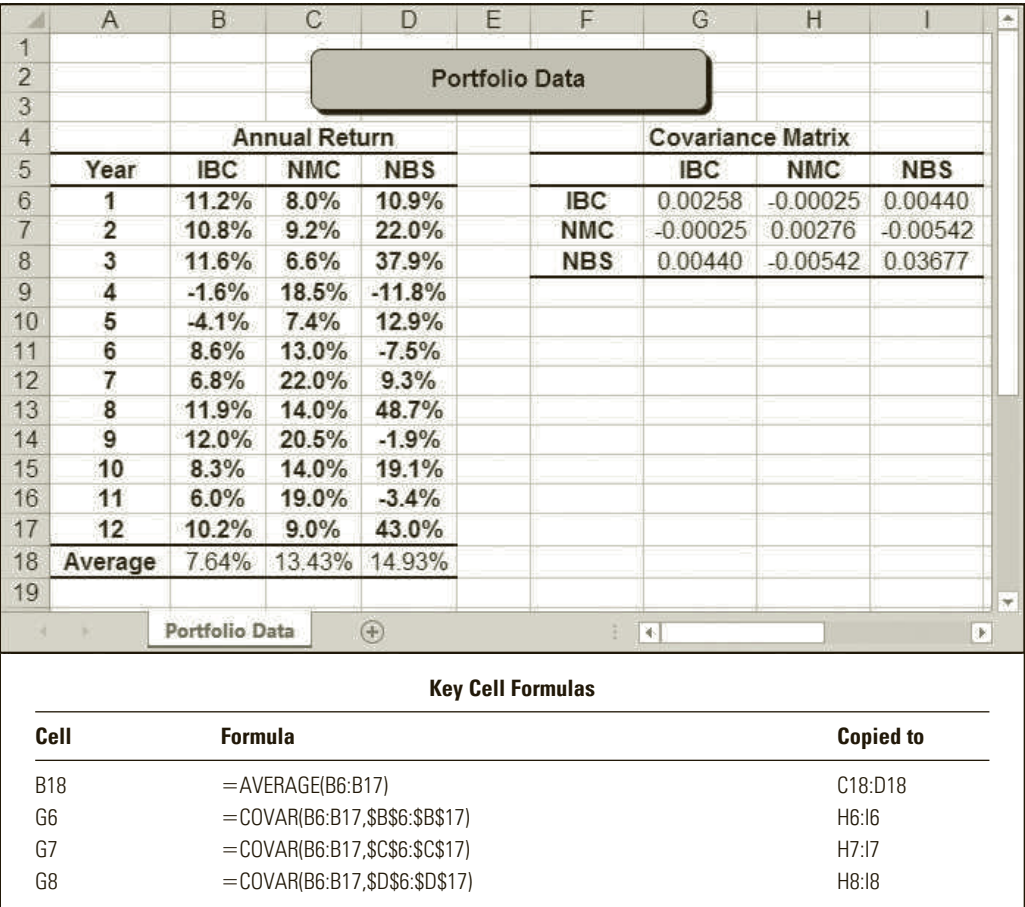 A B C D E F G H I
1
2 Portfolio Data
3
4 Annual Return Covariance Matrix
5 Year IBC NMC NBS IBC NMC NBS
6 1 11.2% 8.0% 10.9% IBC 0.00258 -0.00025 0.00440
7 2 10.8% 9.2% 22.0% NMC -0.00025 0.00276 -0.00542
8 3 11.6% 6.6% 37.9% NBS 0.00440 -0.00542 0.03677
9 4 -1.6% 18.5% -11.8%
10 5 -4.1% 7.4% 12.9%
11 6 8.6% 13.0% -7.5%
12 7 6.8% 22.0% 9.3%
13 8 11.9% 14.0% 48.7%
14 9 12.0% 20.5% -1.9%
15 10 8.3% 14.0% 19.1%
16 11 6.0% 19.0% -3.4%
17 12 10.2% 9.0% 43.0%
18 Average 7.64% 13.43% 14.93%
19
Portfolio Data
Key Cell Formulas
Cell Formula Copied to
B18 =AVERAGE(B6:B17) C18:D18
G6 =COVAR(B6:B17,$B$6:$B$17) H6:I6
G7 =COVAR(B6:B17,$C$6:$C$17) H7:I7
G8 =COVAR(B6:B17,$D$6:$D$17) H8:I8